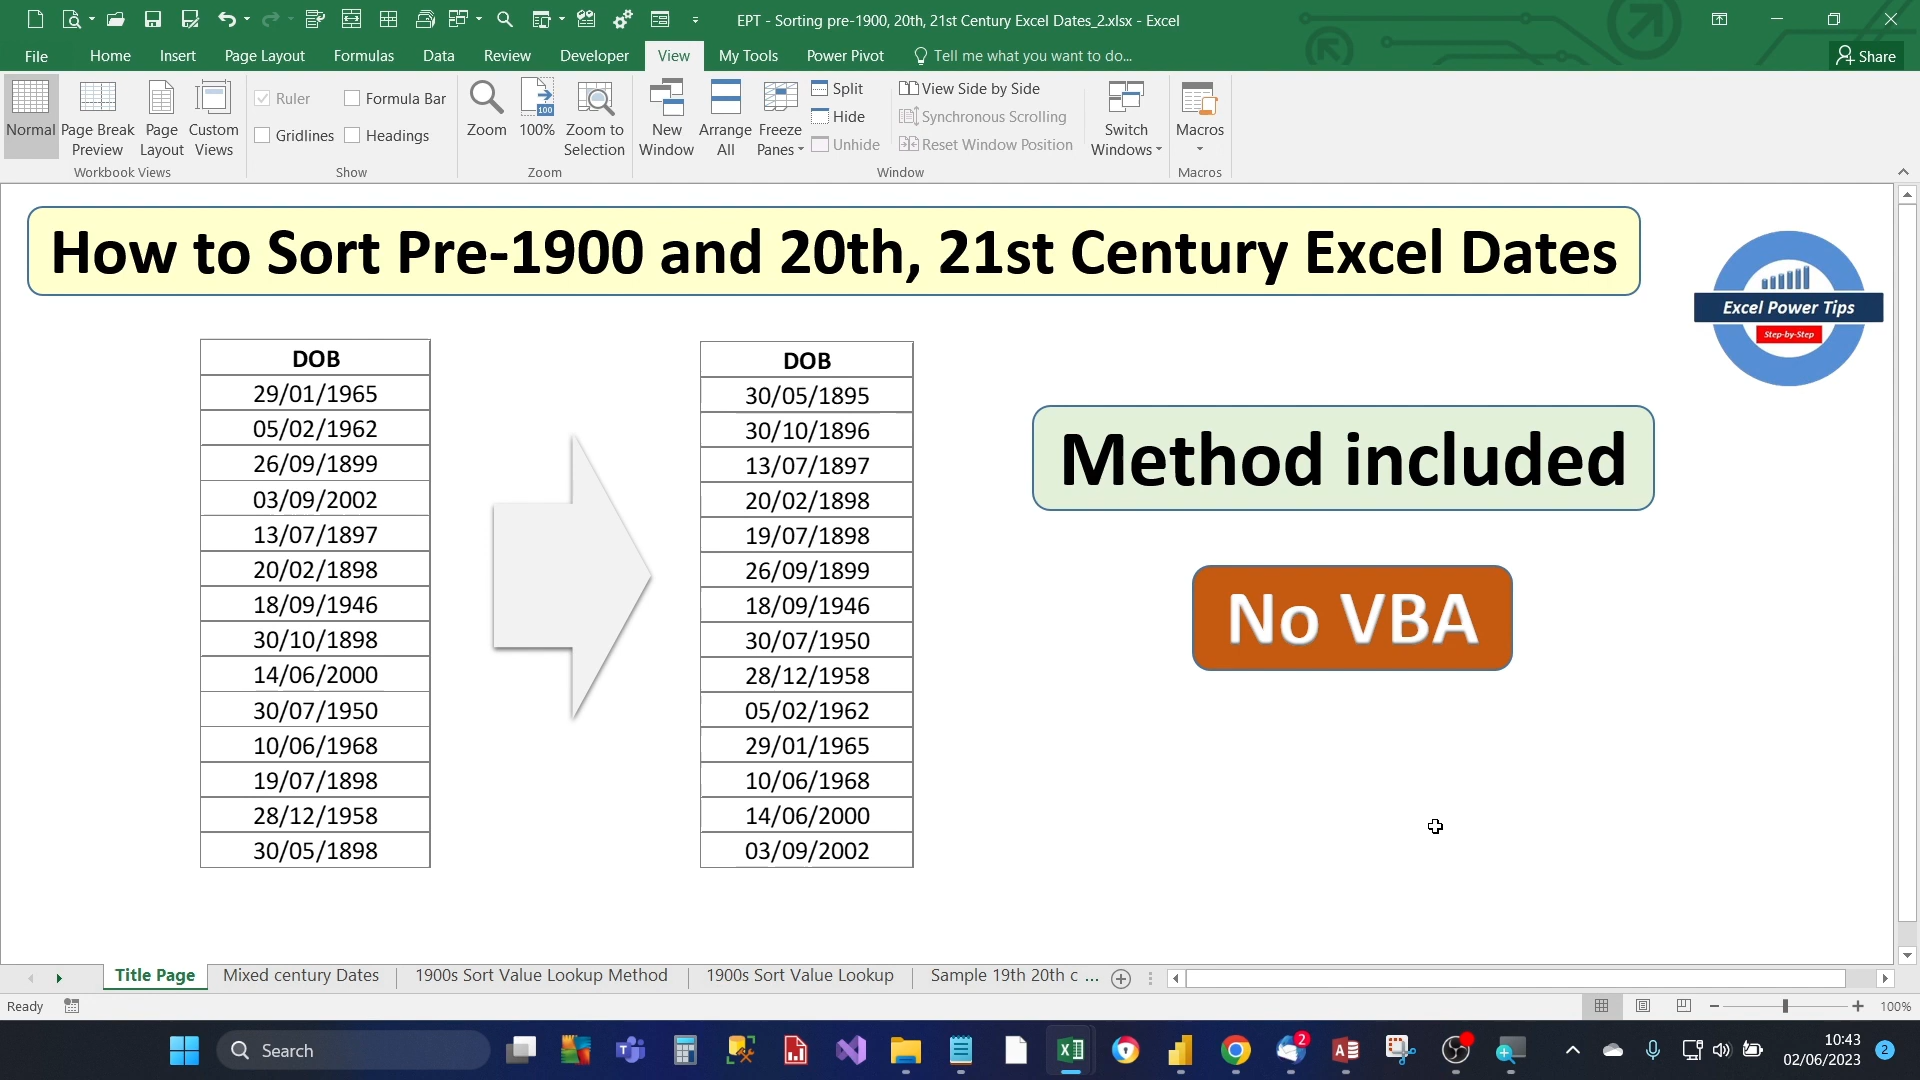 EPT - Sorting pre-1900, 20th, 21st Century Excel Dates_2.xlsx - Excel
File Home Insert Page Layout Formulas Data Review Developer View My Tools Power Pivot Tell me what you want to do... Share
Normal
Page Break Preview
Page Layout
Custom Views
Workbook Views
Ruler
Formula Bar
Gridlines
Headings
Show
Zoom
100
100%
Zoom to Selection
Zoom
New Window
Arrange All
Freeze Panes
Split
Hide
Unhide
View Side by Side
Synchronous Scrolling
Reset Window Position
Switch Windows
Window
Macros
Macros
How to Sort Pre-1900 and 20th, 21st Century Excel Dates
Excel Power Tips
Step-by-Step
DOB
29/01/1965
05/02/1962
26/09/1899
03/09/2002
13/07/1897
20/02/1898
18/09/1946
30/10/1898
14/06/2000
30/07/1950
10/06/1968
19/07/1898
28/12/1958
30/05/1898
DOB
30/05/1895
30/10/1896
13/07/1897
20/02/1898
19/07/1898
26/09/1899
18/09/1946
30/07/1950
28/12/1958
05/02/1962
29/01/1965
10/06/1968
14/06/2000
03/09/2002
Method included
No VBA
Title Page Mixed century Dates 1900s Sort Value Lookup Method 1900s Sort Value Lookup Sample 19th 20th c ...
Ready
100%
Search
2
10:43
02/06/2023
2